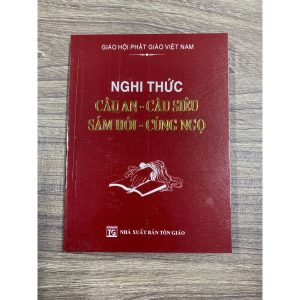 GIÁO HỘI PHẬT GIÁO VIỆT NAM
NGHI THỨC
CẦU AN - CẦU SIÊU
SÁM HỐI - CÚNG NGỌ
NHÀ XUẤT BẢN TÔN GIÁO